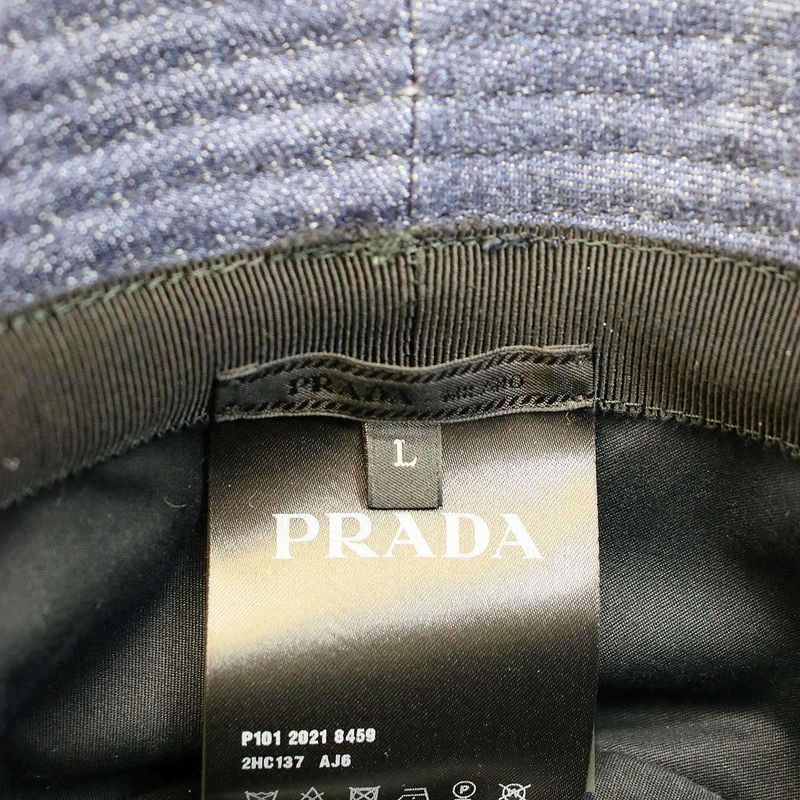 PRADA MILANO
L
PRADA
P101 2021 8459
2HC137 AJ6
P